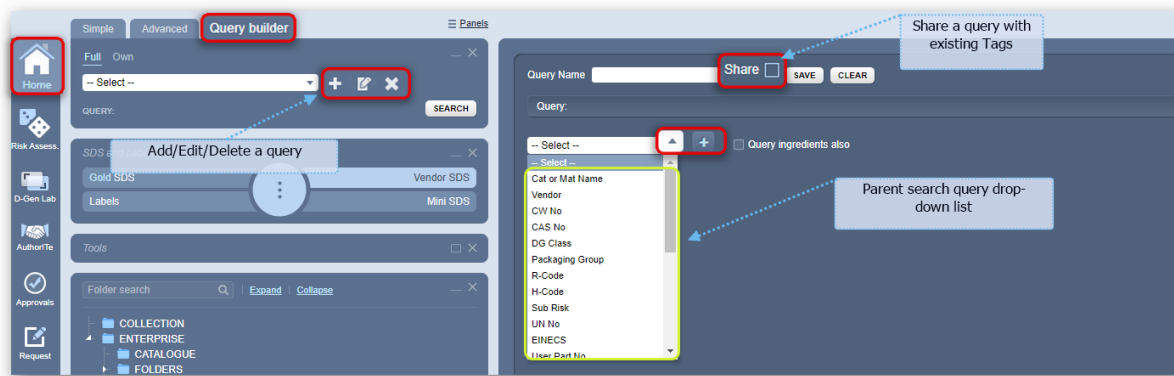 Home
Risk Assess.
D-Gen Lab
AuthorITe
Approvals
Request
Simple
Advanced
Query builder
Panels
Full Own
-- Select --
QUERY:
SEARCH
Add/Edit/Delete a query
SDS
Gold SDS
Vendor SDS
Labels
Mini SDS
Tools
Folder search
Expand
Collapse
COLLECTION
ENTERPRISE
CATALOGUE
FOLDERS
Query Name
Share
SAVE
CLEAR
Share a query with
existing Tags
Query:
-- Select --
Query ingredients also
-- Select --
Cat or Mat Name
Vendor
CW No
CAS No
DG Class
Packaging Group
R-Code
H-Code
Sub Risk
UN No
EINECS
User Part No
Parent search query drop-
down list